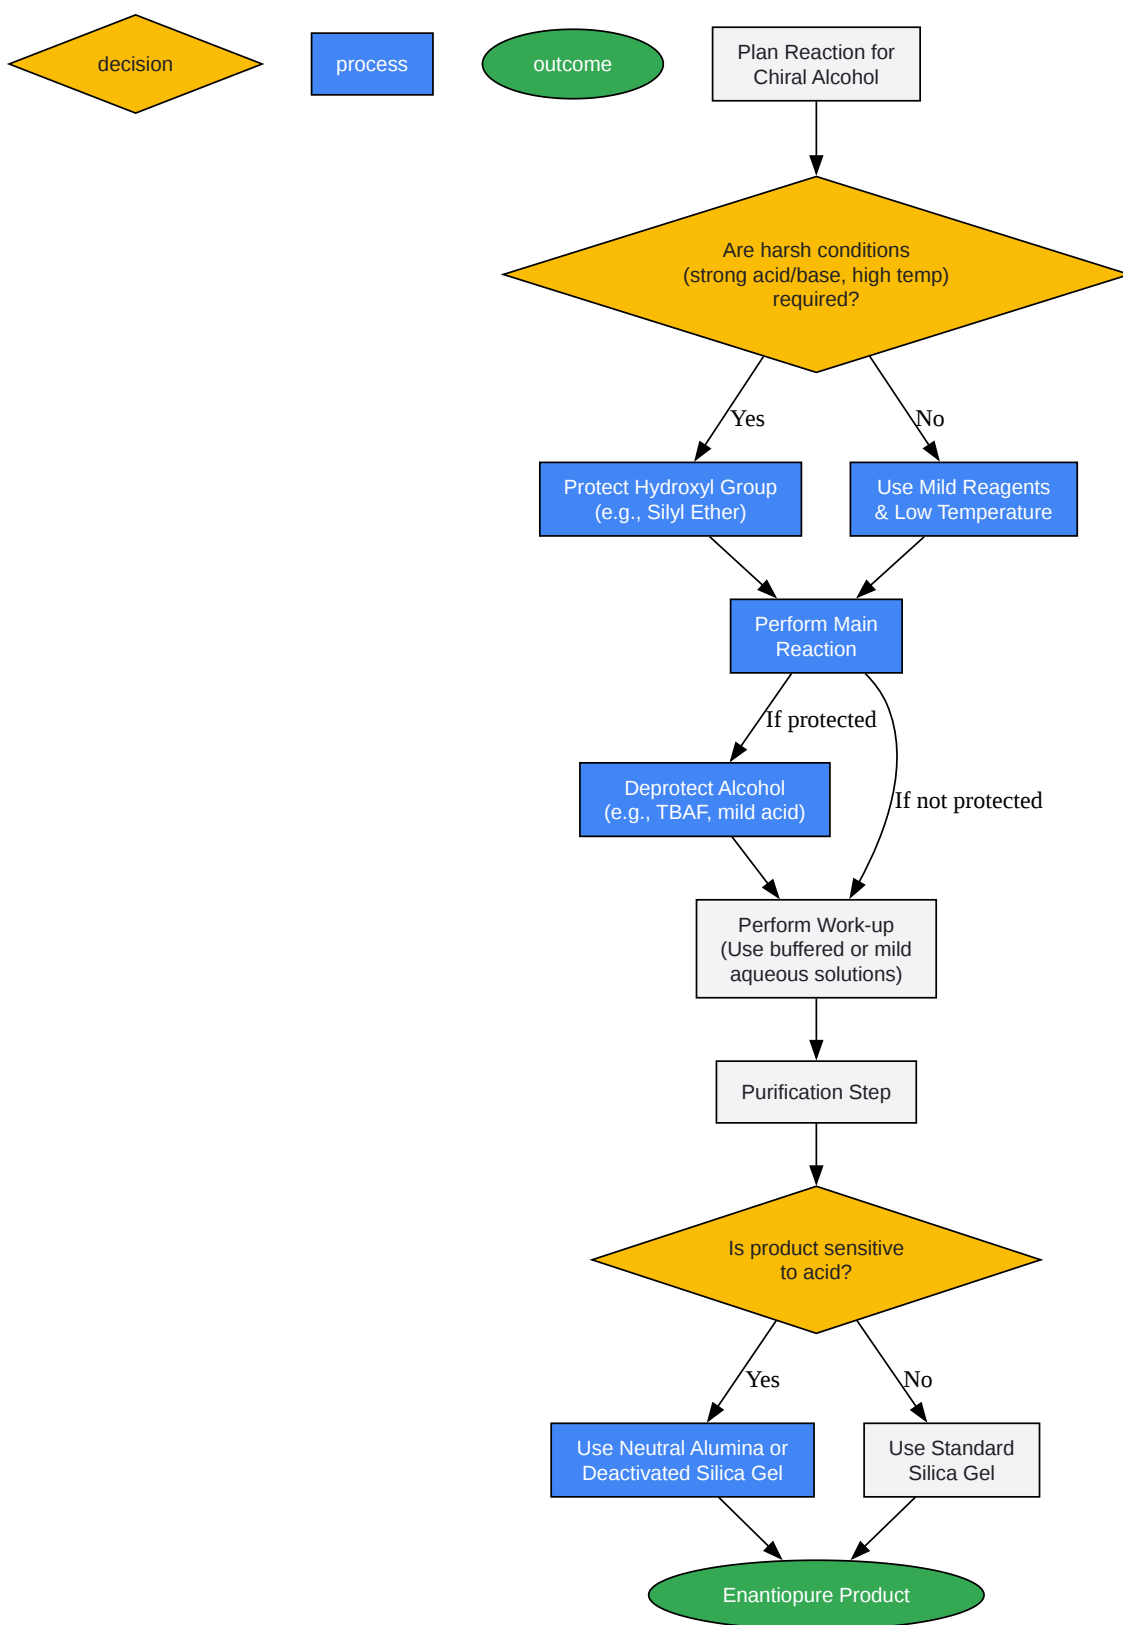 decision
process
outcome
Plan Reaction for
Chiral Alcohol
Are harsh conditions
(strong acid/base, high temp)
required?
Yes
No
Protect Hydroxyl Group
(e.g., Silyl Ether)
Use Mild Reagents
& Low Temperature
Perform Main
Reaction
If protected
Deprotect Alcohol
(e.g., TBAF, mild acid)
If not protected
Perform Work-up
(Use buffered or mild
aqueous solutions)
Purification Step
Is product sensitive
to acid?
Yes
No
Use Neutral Alumina or
Deactivated Silica Gel
Use Standard
Silica Gel
Enantiopure Product